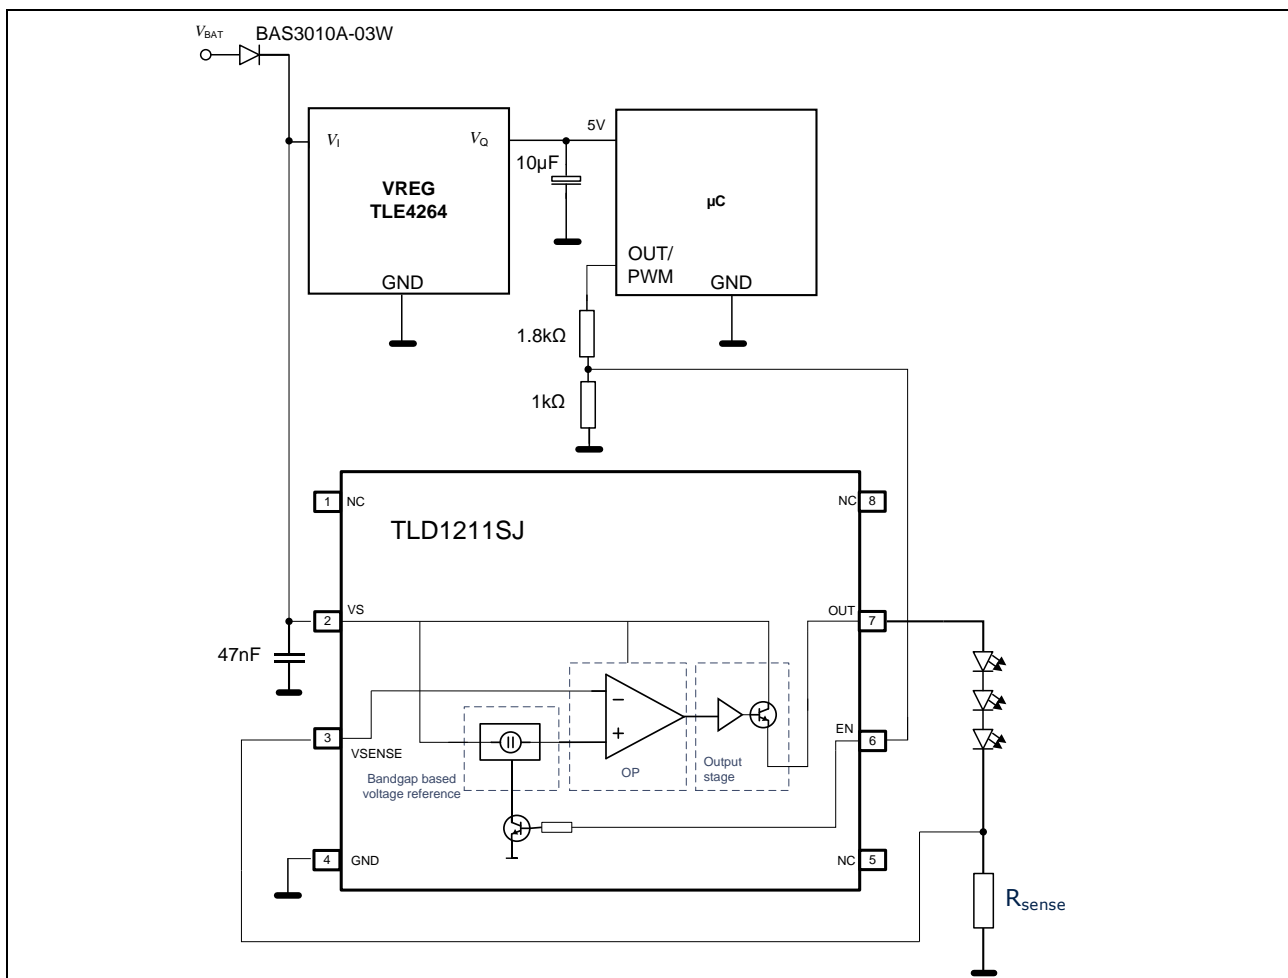 VBAT
BAS3010A-03W
VI
VQ
VREG
TLE4264
GND
5V
10µF
µC
OUT/
PWM
GND
1.8kΩ
1kΩ
1
NC
NC
8
TLD1211SJ
2
VS
OUT
7
47nF
3
VSENSE
EN
6
Bandgap based
voltage reference
−
+
OP
Output
stage
4
GND
NC
5
Rsense